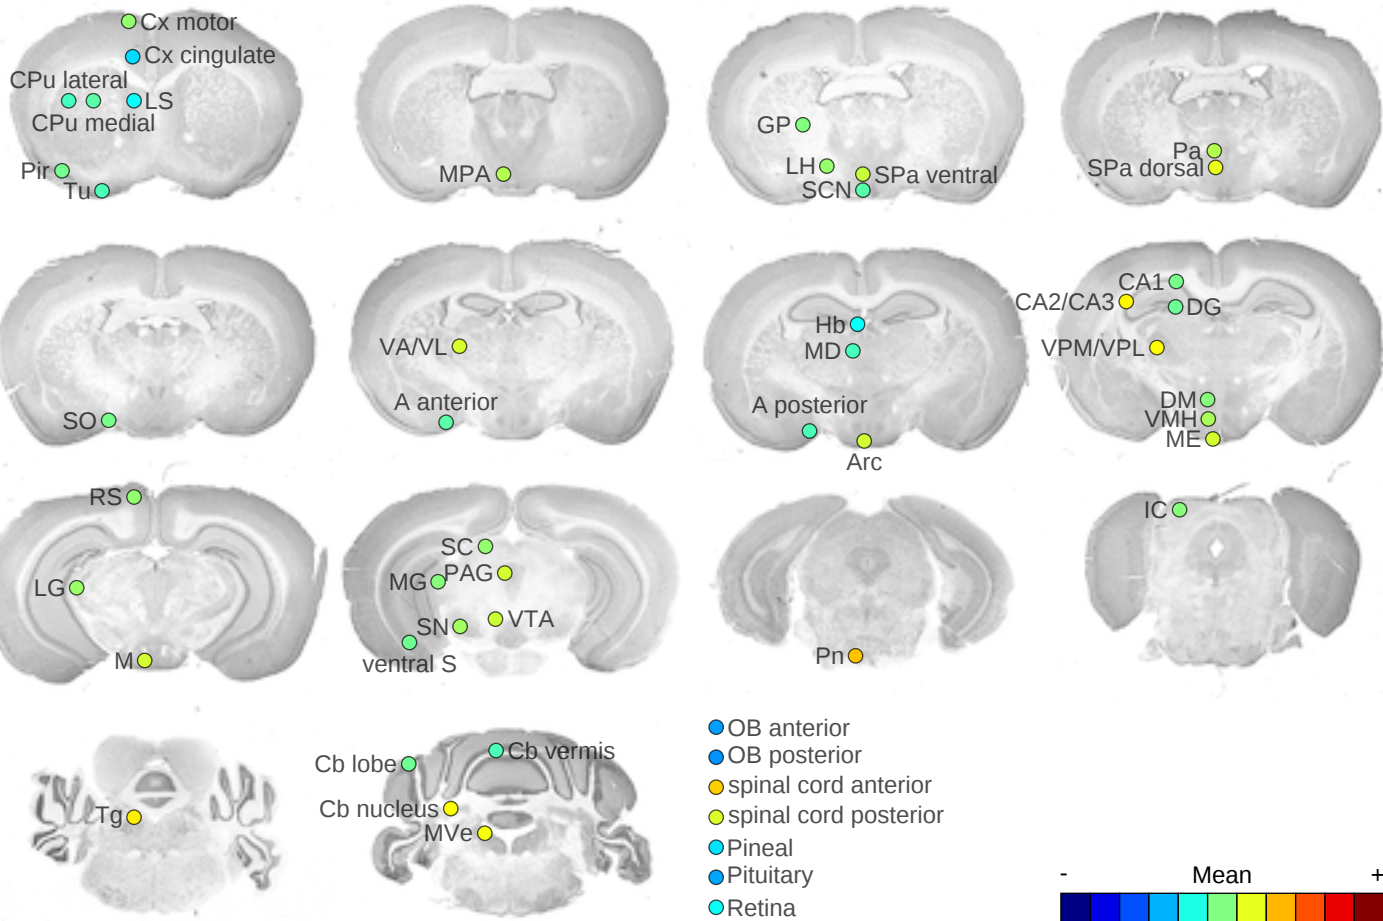 Cx motor
Cx cingulate
CPu lateral
LS
CPu medial
Pir
Tu
MPA
GP
LH
SPa ventral
SCN
Pa
SPa dorsal
SO
VA/VL
A anterior
Hb
MD
A posterior
Arc
CA1
CA2/CA3
DG
VPM/VPL
DM
VMH
ME
RS
LG
M
SC
MG
PAG
SN
VTA
ventral S
Pn
IC
Tg
Cb lobe
Cb vermis
Cb nucleus
MVe
OB anterior
OB posterior
spinal cord anterior
spinal cord posterior
Pineal
Pituitary
Retina
- Mean +